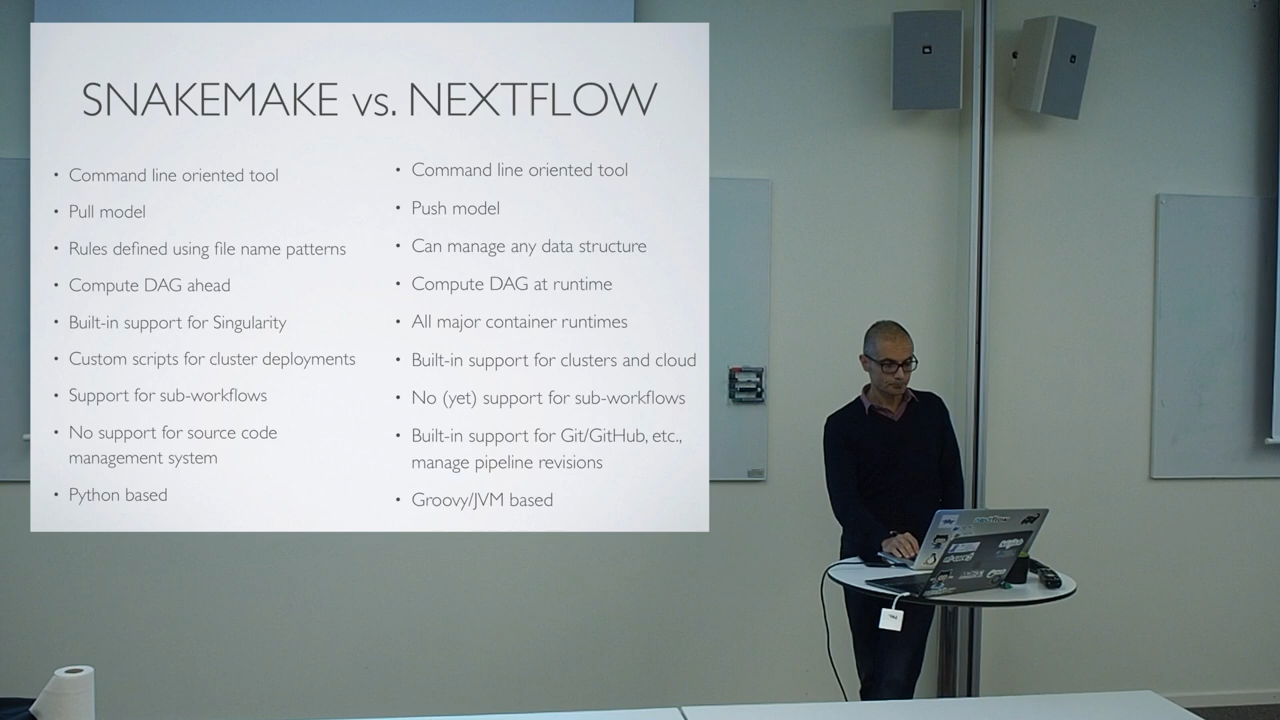 SNAKEMAKE vs. NEXTFLOW
• Command line oriented tool
• Pull model
• Rules defined using file name patterns
• Compute DAG ahead
• Built-in support for Singularity
• Custom scripts for cluster deployments
• Support for sub-workflows
• No support for source code
management system
• Python based
• Command line oriented tool
• Push model
• Can manage any data structure
• Compute DAG at runtime
• All major container runtimes
• Built-in support for clusters and cloud
• No (yet) support for sub-workflows
• Built-in support for Git/GitHub, etc.,
manage pipeline revisions
• Groovy/JVM based
nextflow